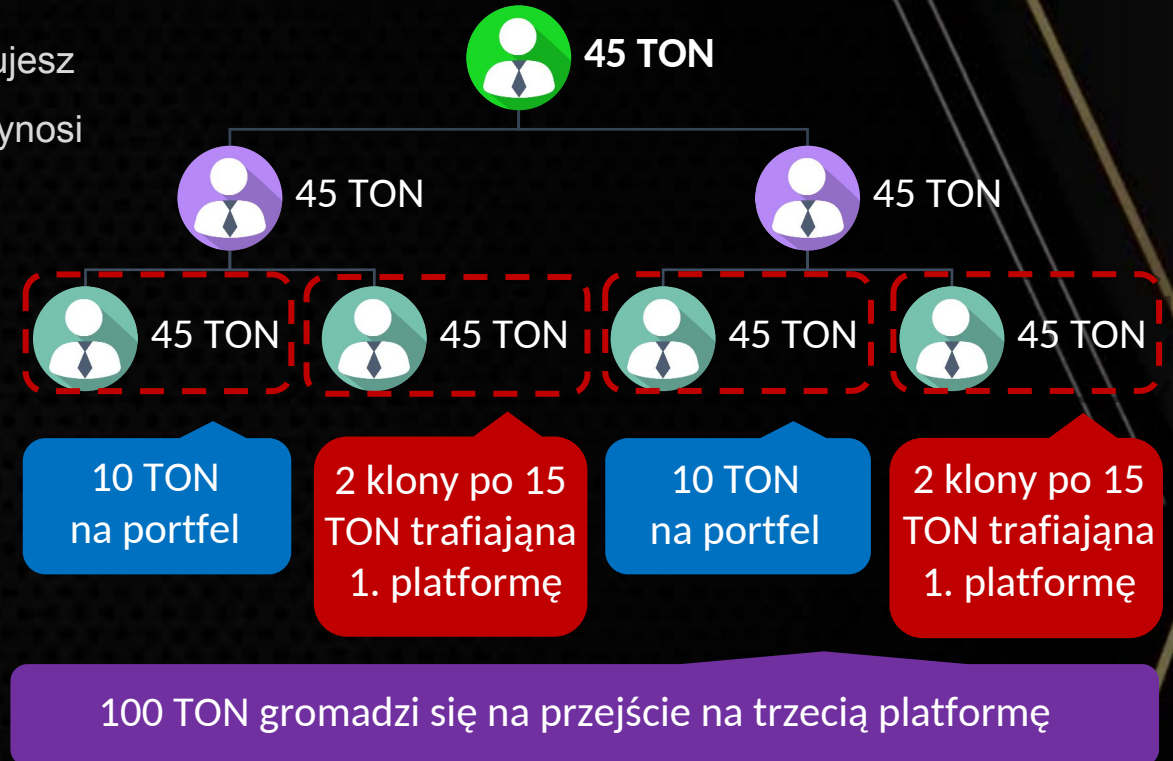 ujesz
ynosi
45 TON
45 TON
45 TON
45 TON
45 TON
45 TON
45 TON
10 TON
na portfel
2 klony po 15
TON trafiająna
1. platformę
10 TON
na portfel
2 klony po 15
TON trafiająna
1. platformę
100 TON gromadzi się na przejście na trzecią platformę